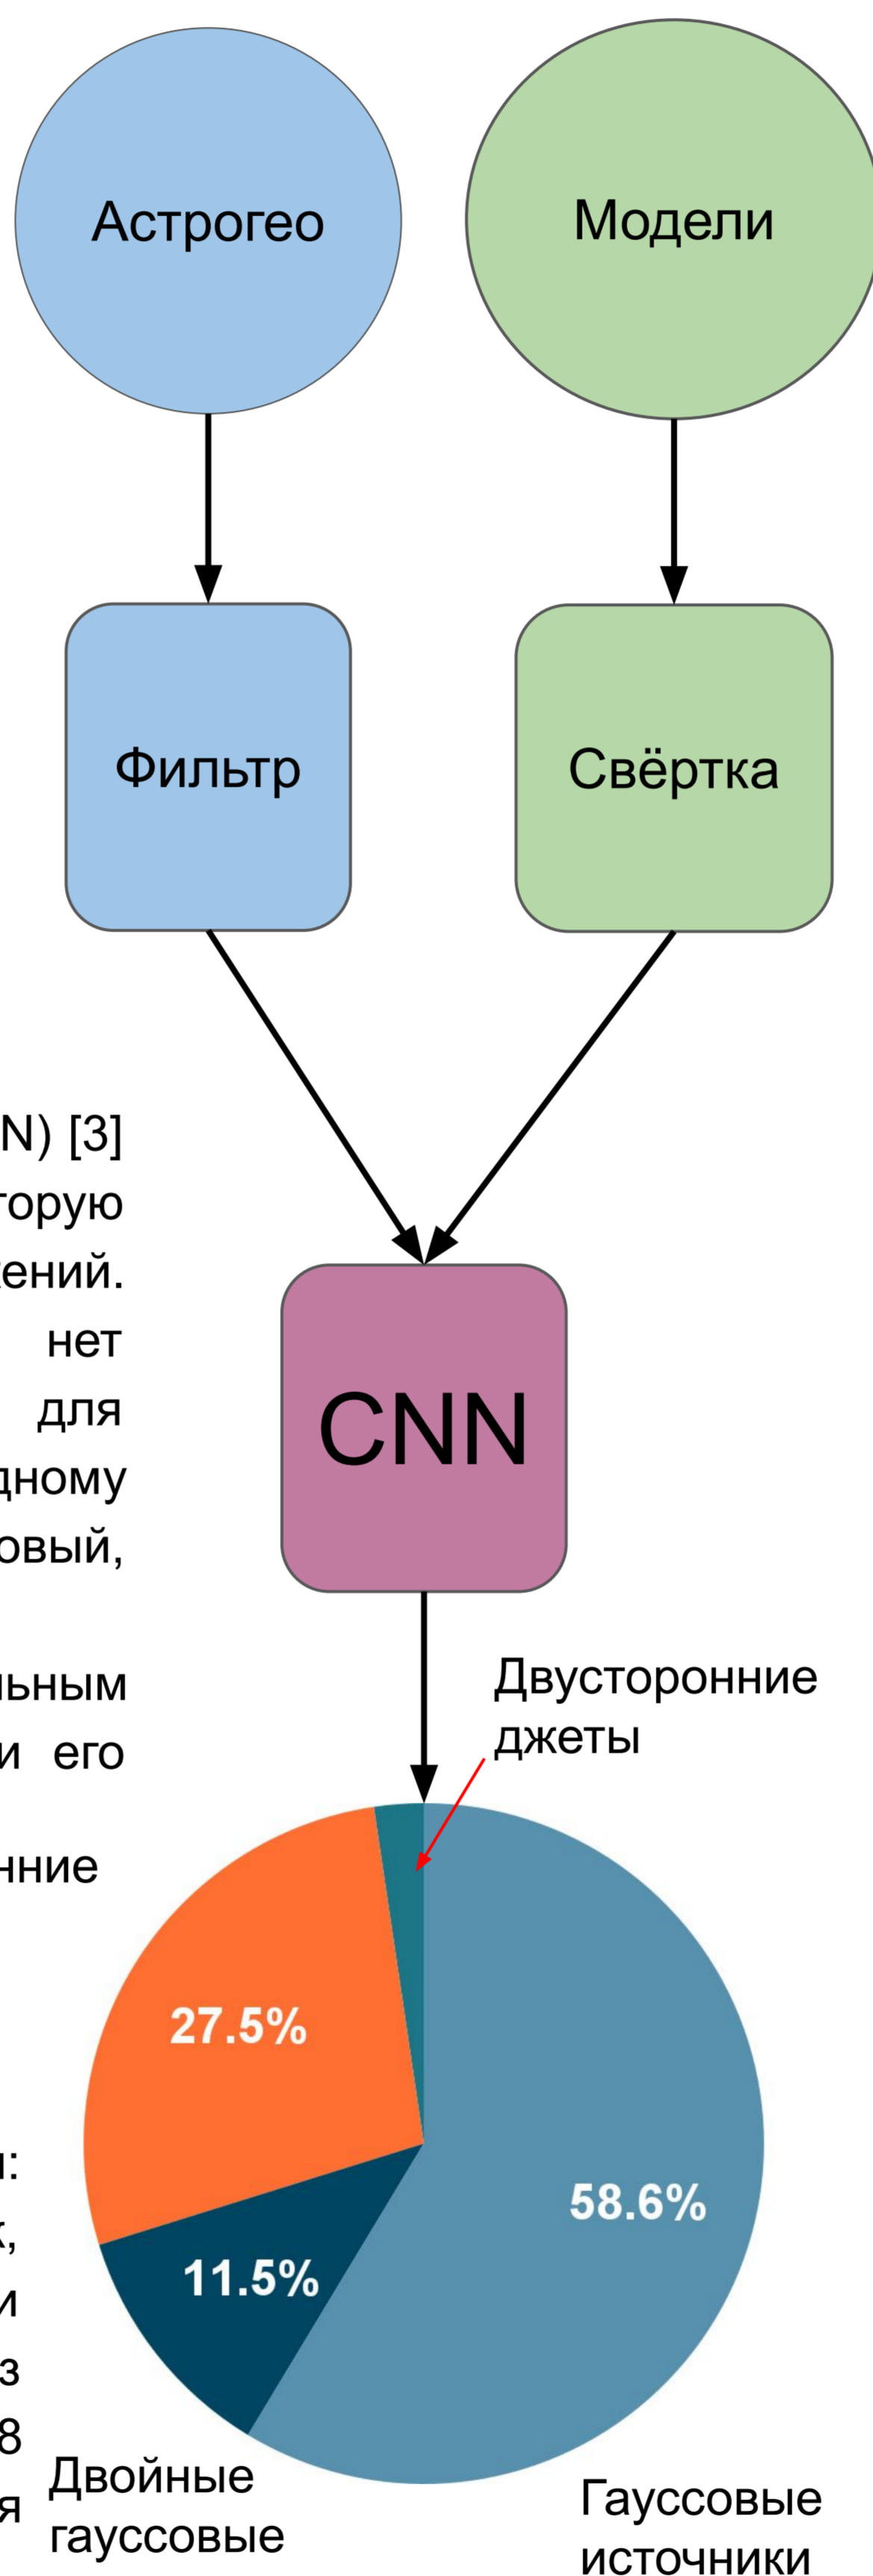 Астрогео
Модели
Фильтр
Свёртка
N) [3]
торую
жений.
нет
для
дному
овый,
CNN
льным
и его
нние
Двусторонние
джеты
27.5%
58.6%
11.5%
и
з
8
я
Двойные
гауссовые
Гауссовые
источники